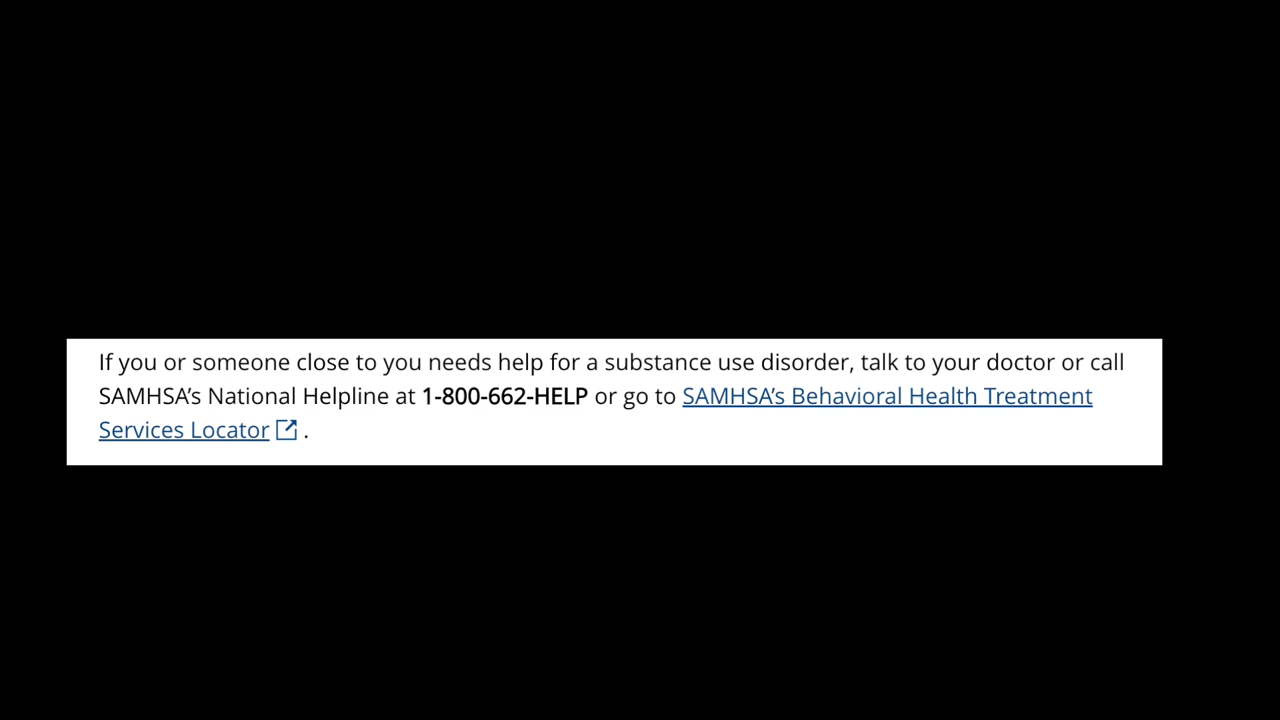 If you or someone close to you needs help for a substance use disorder, talk to your doctor or call
SAMHSA’s National Helpline at 1-800-662-HELP or go to SAMHSA’s Behavioral Health Treatment
Services Locator .